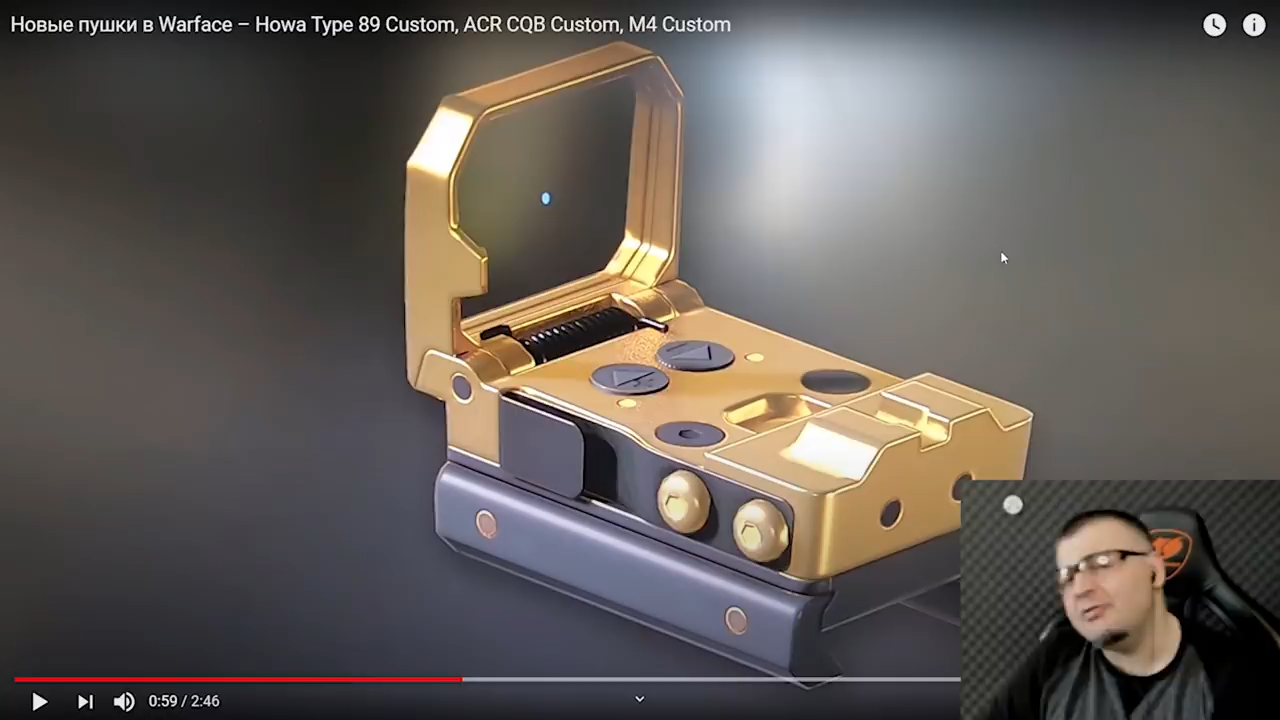 Новые пушки в Warface – Howa Type 89 Custom, ACR CQB Custom, M4 Custom
0:59 / 2:46